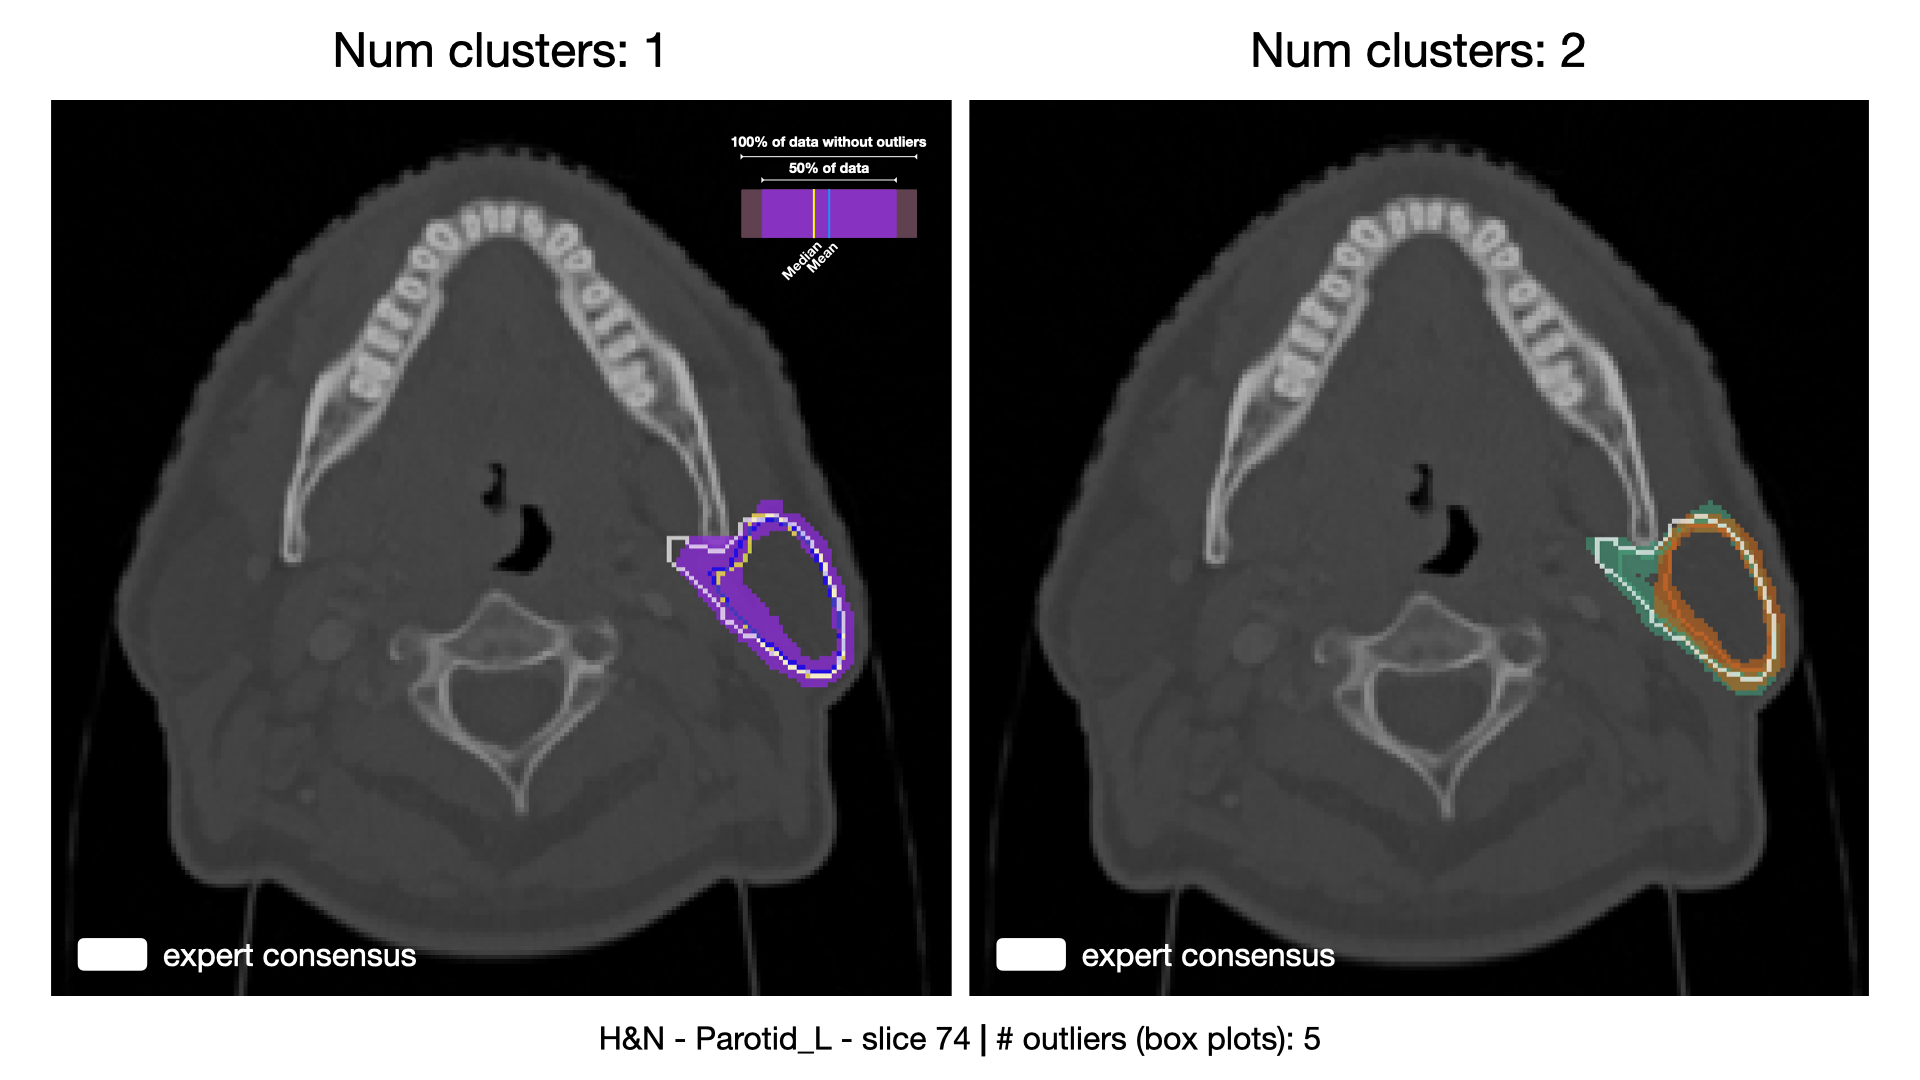 Num clusters: 1
Num clusters: 2
100% of data without outliers
50% of data
Median
Mean
expert consensus
expert consensus
H&N - Parotid_L - slice 74 | # outliers (box plots): 5